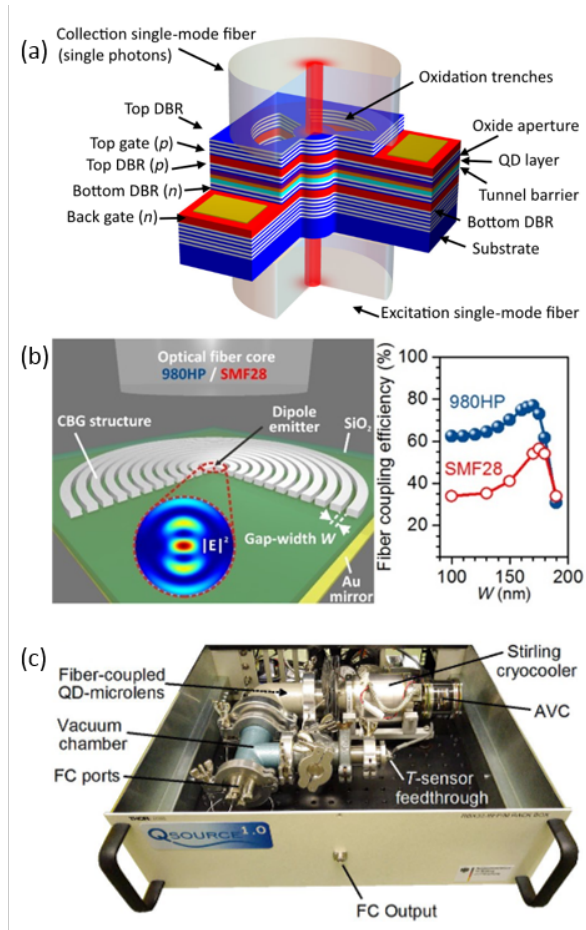 (a)
Collection single-mode fiber
(single photons)
Oxidation trenches
Top DBR
Top gate (p)
Top DBR (p)
Bottom DBR (n)
Back gate (n)
Oxide aperture
QD layer
Tunnel barrier
Bottom DBR
Substrate
Excitation single-mode fiber
(b)
Optical fiber core
980HP / SMF28
CBG structure
Dipole
emitter
SiO₂
|E|²
Gap-width W
Au
mirror
Fiber coupling efficiency (%)
100
80
60
40
20
0
980HP
SMF28
100
150
200
W (nm)
(c)
Fiber-coupled
QD-microlens
Vacuum
chamber
FC ports
Stirling
cryocooler
AVC
T-sensor
feedthrough
QSOURCE 1.0
FC Output